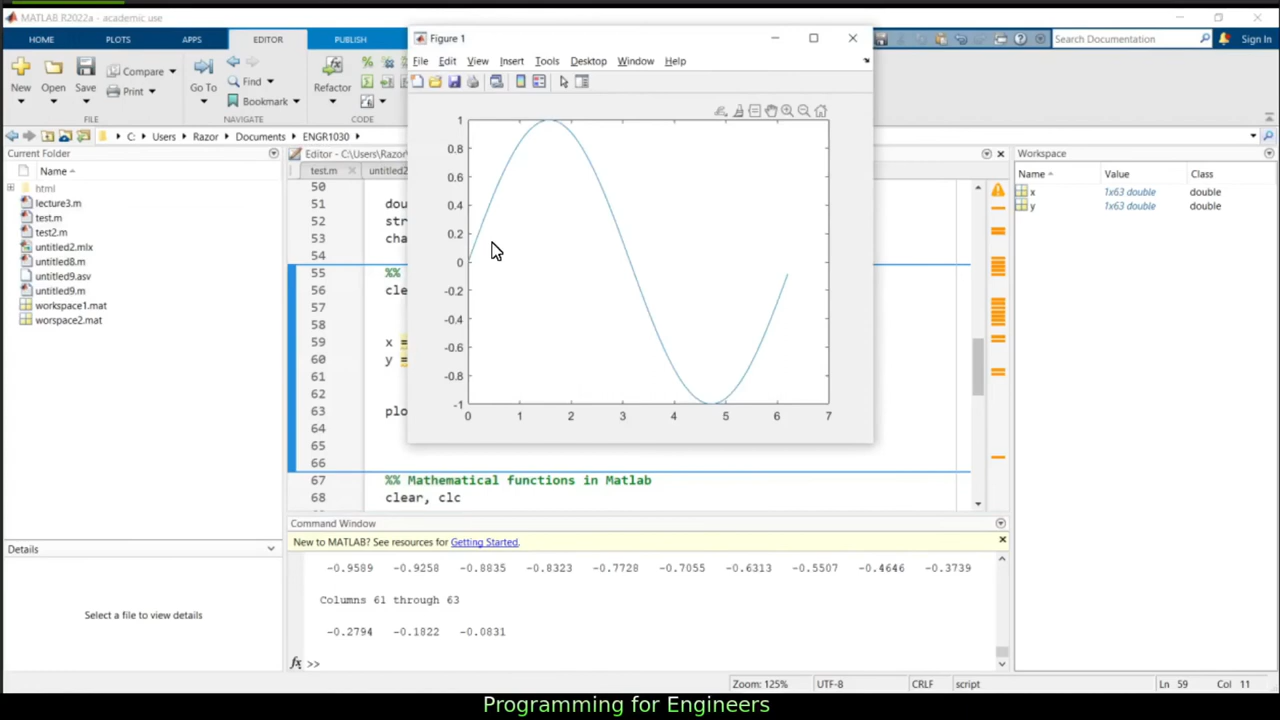 MATLAB R2022a - academic use
HOME
PLOTS
APPS
EDITOR
PUBLISH
Search Documentation
Sign In
New
Open
Save
Compare
Print
Go To
Find
Bookmark
Refactor
FILE
NAVIGATE
CODE
C:
Users
Razor
Documents
ENGR1030
Current Folder
Name
html
lecture3.m
test.m
test2.m
untitled2.mlx
untitled8.m
untitled9.asv
untitled9.m
workspace1.mat
worspace2.mat
Details
Select a file to view details
Editor - C:\Users\Razor
test.m
untitled2
50
51 dou
52 str
53 cha
54
55 %%
56 cle
57
58
59 x =
60 y =
61
62
63 plo
64
65
66
67 %% Mathematical functions in Matlab
68 clear, clc
Figure 1
File Edit View Insert Tools Desktop Window Help
1
0.8
0.6
0.4
0.2
0
-0.2
-0.4
-0.6
-0.8
-1
0 1 2 3 4 5 6 7
Command Window
New to MATLAB? See resources for Getting Started.
-0.9589 -0.9258 -0.8835 -0.8323 -0.7728 -0.7055 -0.6313 -0.5507 -0.4646 -0.3739
Columns 61 through 63
-0.2794 -0.1822 -0.0831
fx >>
Workspace
Name Value Class
x 1x63 double double
y 1x63 double double
Zoom: 125% UTF-8 CRLF script Ln 59 Col 11
Programming for Engineers